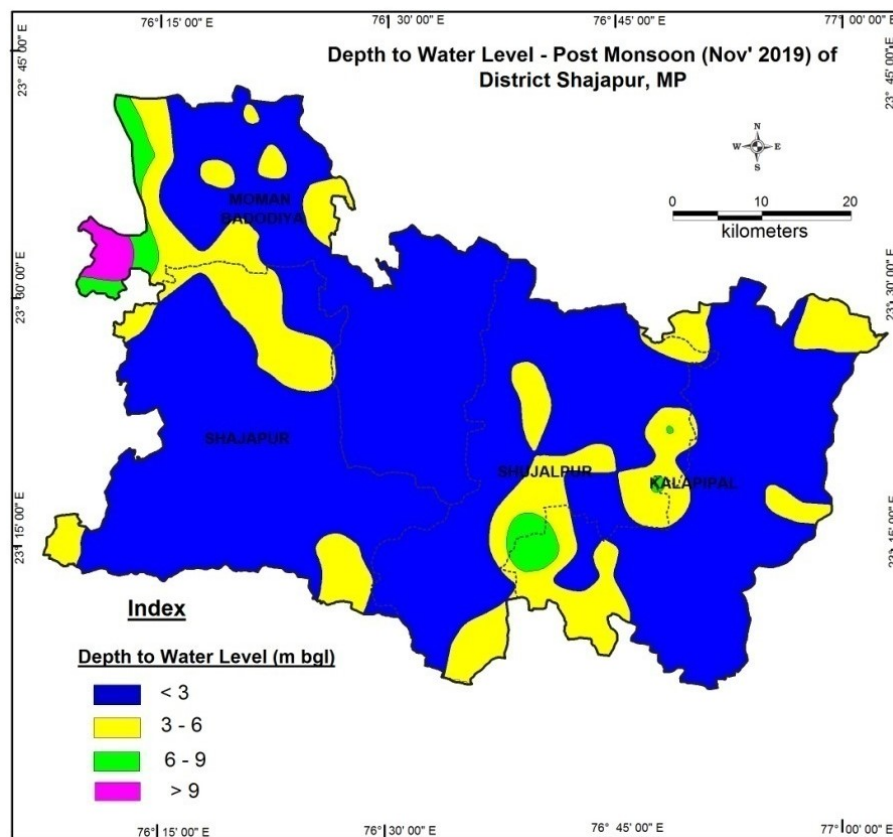 76° 15' 00" E"
76° 30' 00" E"
76° 45' 00" E"
77° 00' 00" E"
23° 45' 00" E"
23° 45' 00" E"
Depth to Water Level - Post Monsoon (Nov' 2019) of
District Shajapur, MP
N
W
E
S
0
10
20
kilometers
MOMAN
BADODIYA
23° 30' 00" E"
23° 30' 00" E"
SHAJAPUR
SHUJALPUR
KALAPIPAL
23° 15' 00" E"
23° 15' 00" E"
Index
Depth to Water Level (m bgl)
< 3
3 - 6
6 - 9
> 9
76° 15' 00" E"
76° 30' 00" E"
76° 45' 00" E"
77° 00' 00" E"